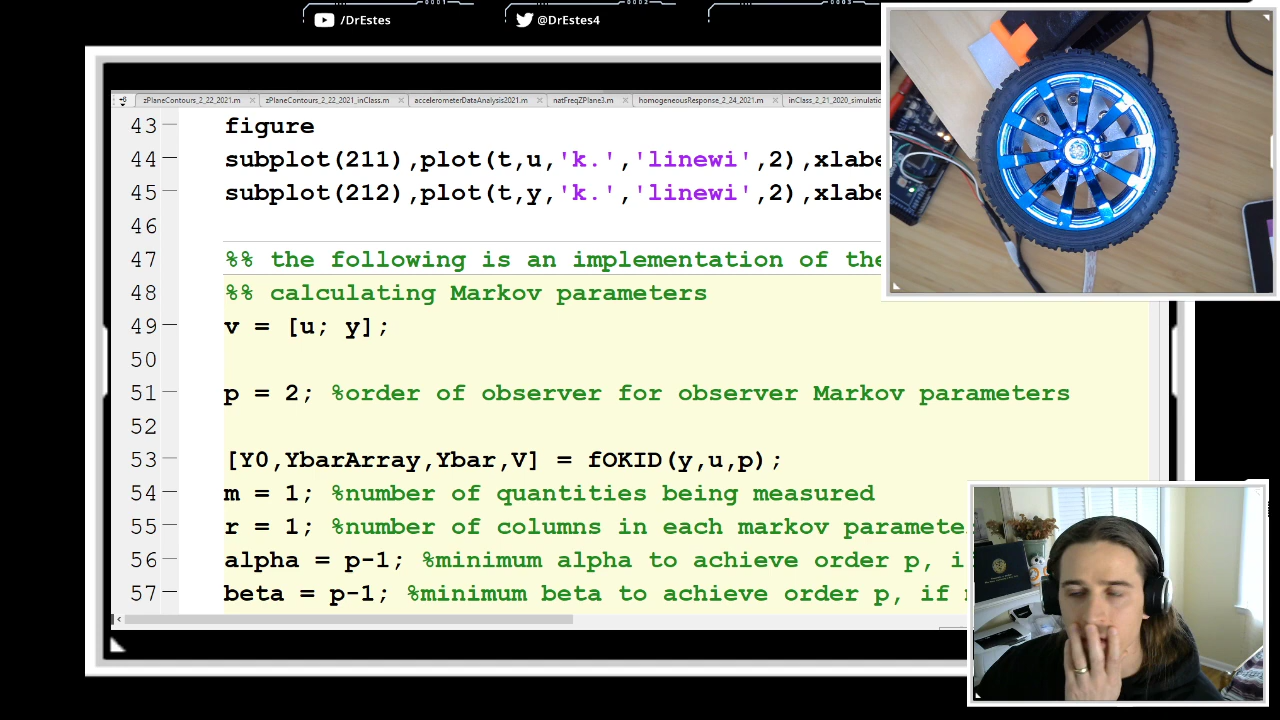 0001
0002
0003
/DrEstes
@DrEstes4
zPlaneContours_2_22_2021.m
zPlaneContours_2_22_2021_inClass.m
accelerometerDataAnalysis2021.m
natFreqZPlane3.m
homogeneousResponse_2_24_2021.m
inClass_2_21_2020_simulatio
43 figure
44 subplot(211),plot(t,u,'k.','linewi',2),xlabe
45 subplot(212),plot(t,y,'k.','linewi',2),xlabe
46
47 %% the following is an implementation of the
48 %% calculating Markov parameters
49 v = [u; y];
50
51 p = 2; %order of observer for observer Markov parameters
52
53 [Y0,YbarArray,Ybar,V] = fOKID(y,u,p);
54 m = 1; %number of quantities being measured
55 r = 1; %number of columns in each markov paramete
56 alpha = p-1; %minimum alpha to achieve order p, i
57 beta = p-1; %minimum beta to achieve order p, if